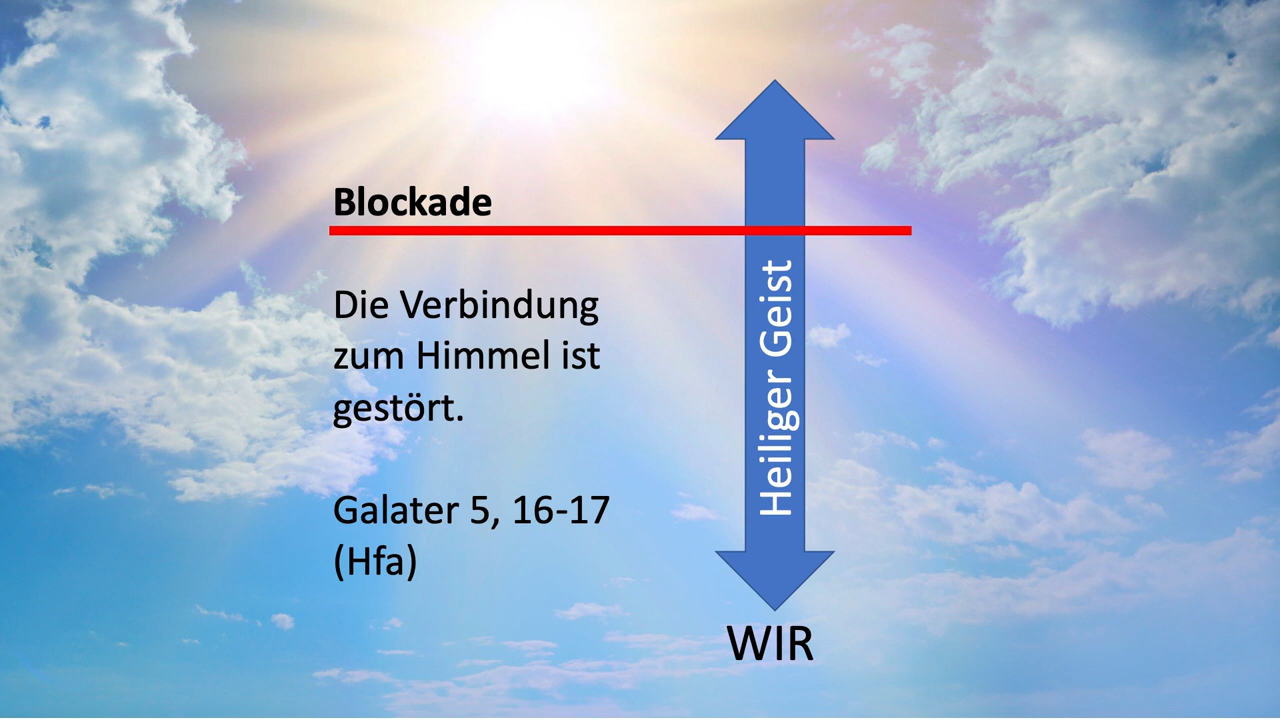 Blockade
Die Verbindung
zum Himmel ist
gestört.
Galater 5, 16-17
(Hfa)
Heiliger Geist
WIR